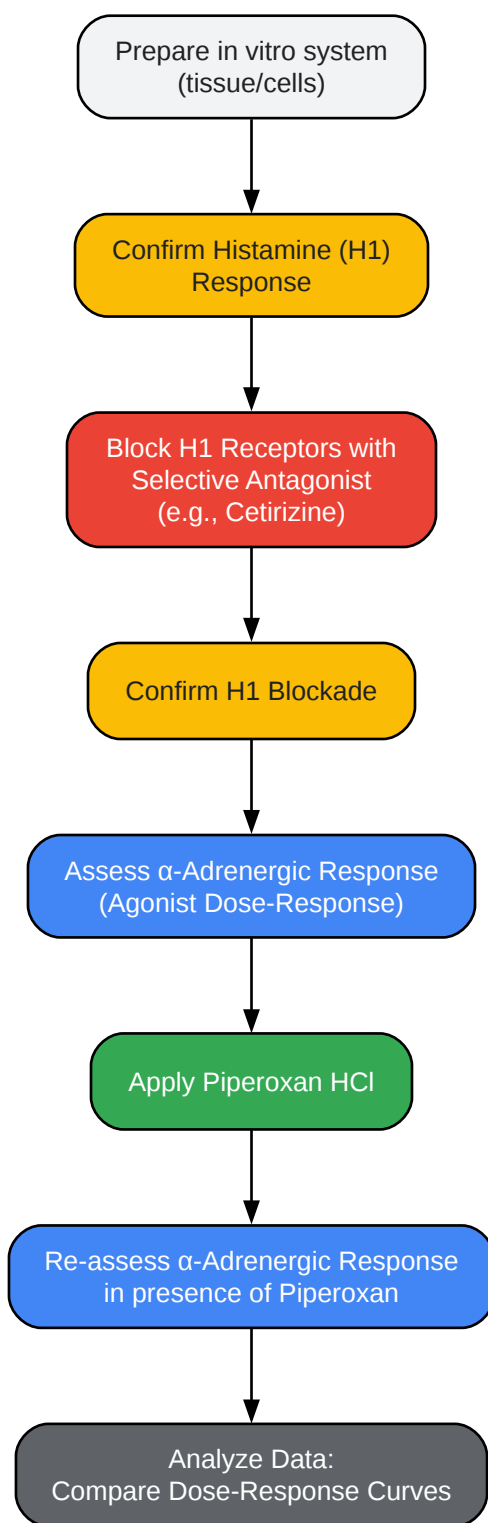 Prepare in vitro system
(tissue/cells)
Confirm Histamine (H1)
Response
Block H1 Receptors with
Selective Antagonist
(e.g., Cetirizine)
Confirm H1 Blockade
Assess α-Adrenergic Response
(Agonist Dose-Response)
Apply Piperoxan HCl
Re-assess α-Adrenergic Response
in presence of Piperoxan
Analyze Data:
Compare Dose-Response Curves